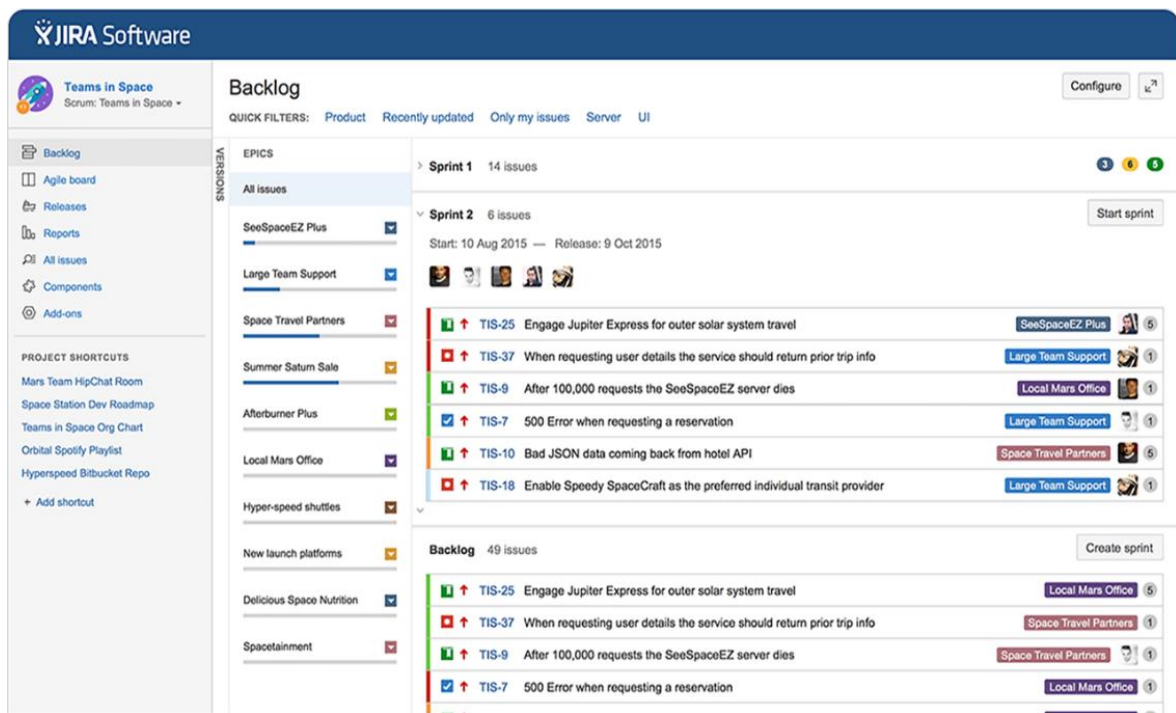 JIRA Software
Teams in Space
Scrum: Teams in Space
Backlog
Agile board
Releases
Reports
All issues
Components
Add-ons
PROJECT SHORTCUTS
Mars Team HipChat Room
Space Station Dev Roadmap
Teams in Space Org Chart
Orbital Spotify Playlist
Hyperspeed Bitbucket Repo
+ Add shortcut
Backlog
Configure
QUICK FILTERS: Product Recently updated Only my issues Server UI
VERSIONS
EPICS
All issues
SeeSpaceEZ Plus
Large Team Support
Space Travel Partners
Summer Saturn Sale
Afterburner Plus
Local Mars Office
Hyper-speed shuttles
New launch platforms
Delicious Space Nutrition
Spacetainment
Sprint 1 14 issues 3 6 5
Sprint 2 6 issues Start sprint
Start: 10 Aug 2015 — Release: 9 Oct 2015
TIS-25 Engage Jupiter Express for outer solar system travel SeeSpaceEZ Plus 5
TIS-37 When requesting user details the service should return prior trip info Large Team Support 1
TIS-9 After 100,000 requests the SeeSpaceEZ server dies Local Mars Office 1
TIS-7 500 Error when requesting a reservation Large Team Support 1
TIS-10 Bad JSON data coming back from hotel API Space Travel Partners 5
TIS-18 Enable Speedy SpaceCraft as the preferred individual transit provider Large Team Support 1
Backlog 49 issues Create sprint
TIS-25 Engage Jupiter Express for outer solar system travel Local Mars Office 5
TIS-37 When requesting user details the service should return prior trip info Space Travel Partners 1
TIS-9 After 100,000 requests the SeeSpaceEZ server dies Space Travel Partners 1
TIS-7 500 Error when requesting a reservation Local Mars Office 1